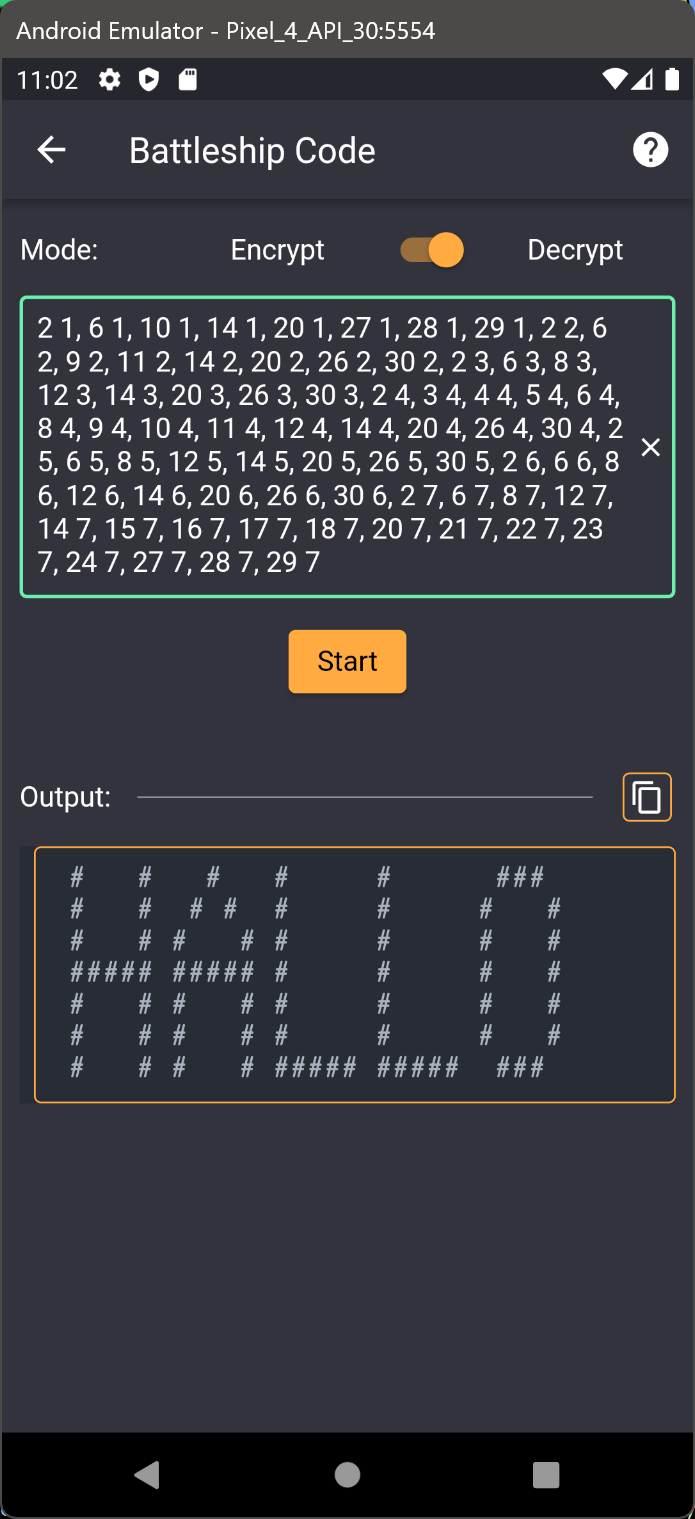 Android Emulator - Pixel_4_API_30:5554
11:02
Battleship Code
Mode: Encrypt Decrypt
2 1, 6 1, 10 1, 14 1, 20 1, 27 1, 28 1, 29 1, 2 2, 6
2, 9 2, 11 2, 14 2, 20 2, 26 2, 30 2, 2 3, 6 3, 8 3,
12 3, 14 3, 20 3, 26 3, 30 3, 2 4, 3 4, 4 4, 5 4, 6 4,
8 4, 9 4, 10 4, 11 4, 12 4, 14 4, 20 4, 26 4, 30 4, 2
5, 6 5, 8 5, 12 5, 14 5, 20 5, 26 5, 30 5, 2 6, 6 6, 8
6, 12 6, 14 6, 20 6, 26 6, 30 6, 2 7, 6 7, 8 7, 12 7,
14 7, 15 7, 16 7, 17 7, 18 7, 20 7, 21 7, 22 7, 23
7, 24 7, 27 7, 28 7, 29 7
Start
Output:
  #   #   #   #     #      ###
  #   #  # #  #     #     #   #
  #   # #   # #     #     #   #
  ##### ##### #     #     #   #
  #   # #   # #     #     #   #
  #   # #   # #     #     #   #
  #   # #   # ##### #####  ###